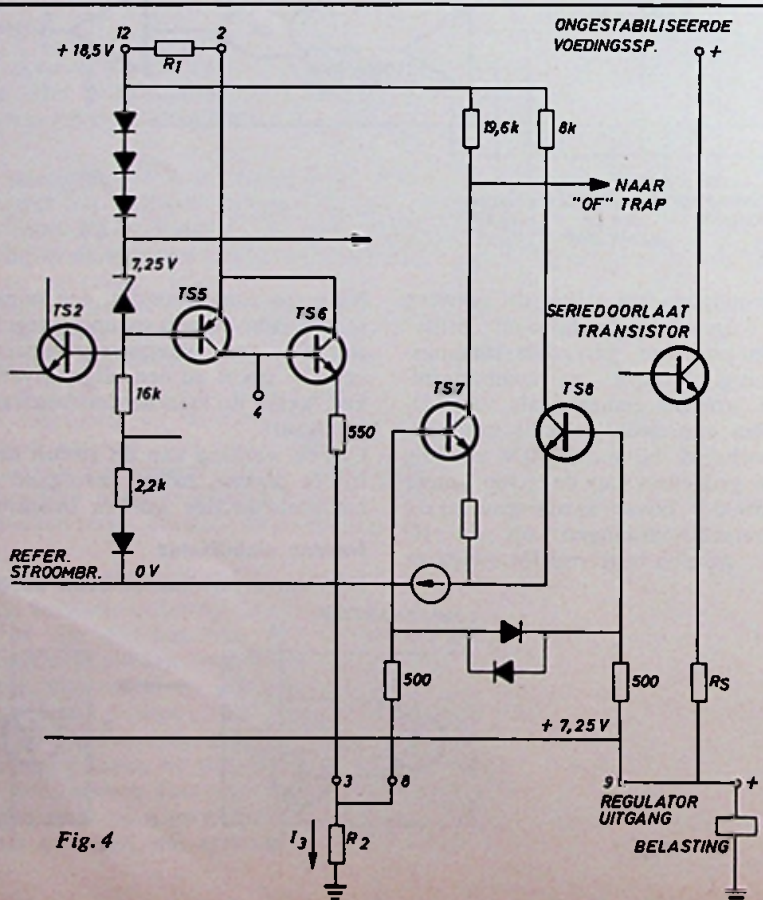 ONGESTABILISEERDE
VOEDINGSSP.
+
12
2
+ 18,5 V
R1
19,6k
8k
NAAR
"OF" TRAP
7,25 V
TS2
TS5
TS6
SERIEDOORLAAT
TRANSISTOR
4
16k
TS7
TS8
550
2,2k
REFER.
STROOMBR.
0 V
500
500
RS
+ 7,25 V
3
8
9
+
REGULATOR
UITGANG
Fig. 4
I3
R2
BELASTING